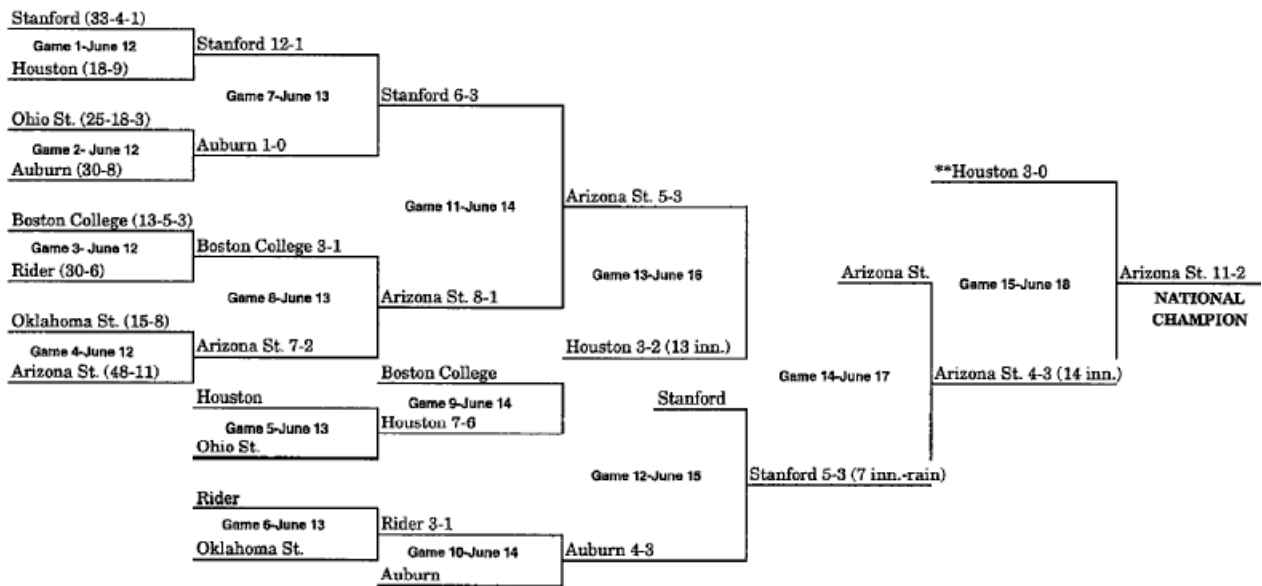 Stanford (33-4-1)
Game 1-June 12
Houston (18-9)
Stanford 12-1
Game 7-June 13
Ohio St. (25-18-3)
Game 2- June 12
Auburn (30-8)
Auburn 1-0
Stanford 6-3
Game 11-June 14
Boston College (13-5-3)
Game 3- June 12
Rider (30-6)
Boston College 3-1
Game 8-June 13
Oklahoma St. (15-8)
Game 4-June 12
Arizona St. (48-11)
Arizona St. 7-2
Arizona St. 8-1
Arizona St. 5-3
Game 13-June 16
Houston 3-2 (13 inn.)
Houston
Game 5-June 13
Ohio St.
Boston College
Game 9-June 14
Houston 7-6
Rider
Game 6-June 13
Oklahoma St.
Rider 3-1
Game 10-June 14
Auburn
Stanford
Game 12-June 15
Auburn 4-3
Arizona St.
Game 14-June 17
Stanford 5-3 (7 inn.-rain)
**Houston 3-0
Game 15-June 18
Arizona St. 4-3 (14 inn.)
Arizona St. 11-2
NATIONAL
CHAMPION